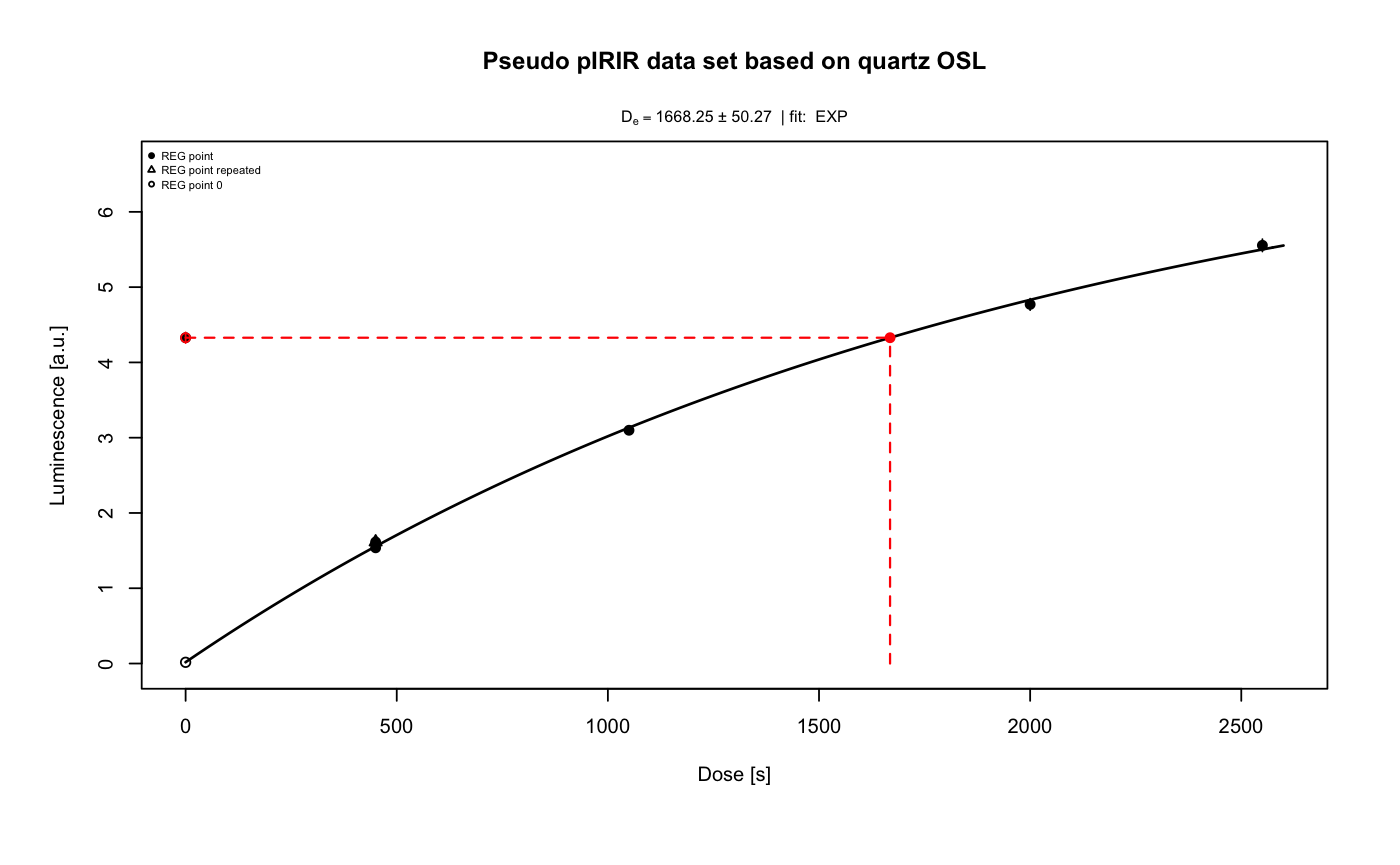 Pseudo pIRIR data set based on quartz OSL
De = 1668.25 ± 50.27 | fit: EXP
REG point
REG point repeated
REG point 0
Luminescence [a.u.]
6
5
4
3
2
1
0
0 500 1000 1500 2000 2500
Dose [s]